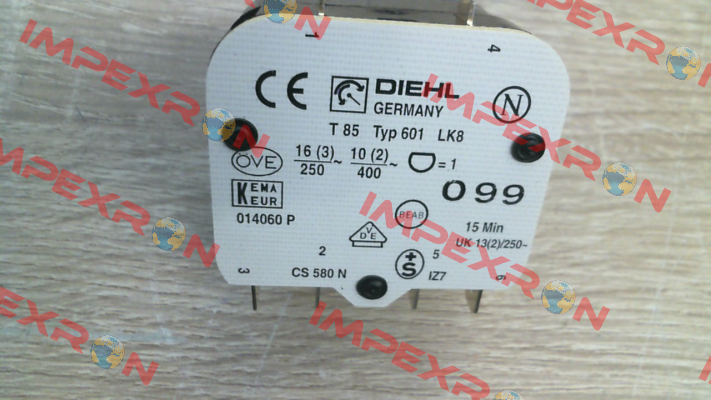 1
4
CE
DIEHL
GERMANY
N
T 85 Typ 601 LK8
ÖVE
16 (3)
250~
10 (2)
400~
= 1
099
KEMA
KEUR
014060 P
BEAB
15 Min
VDE
UK 13(2)/250~
2
5
+S
3
CS 580 N
IZ7
6
IMPEXRON
IMPEXRON
IMPEXRON
IMPEXRON
IMPEXRON